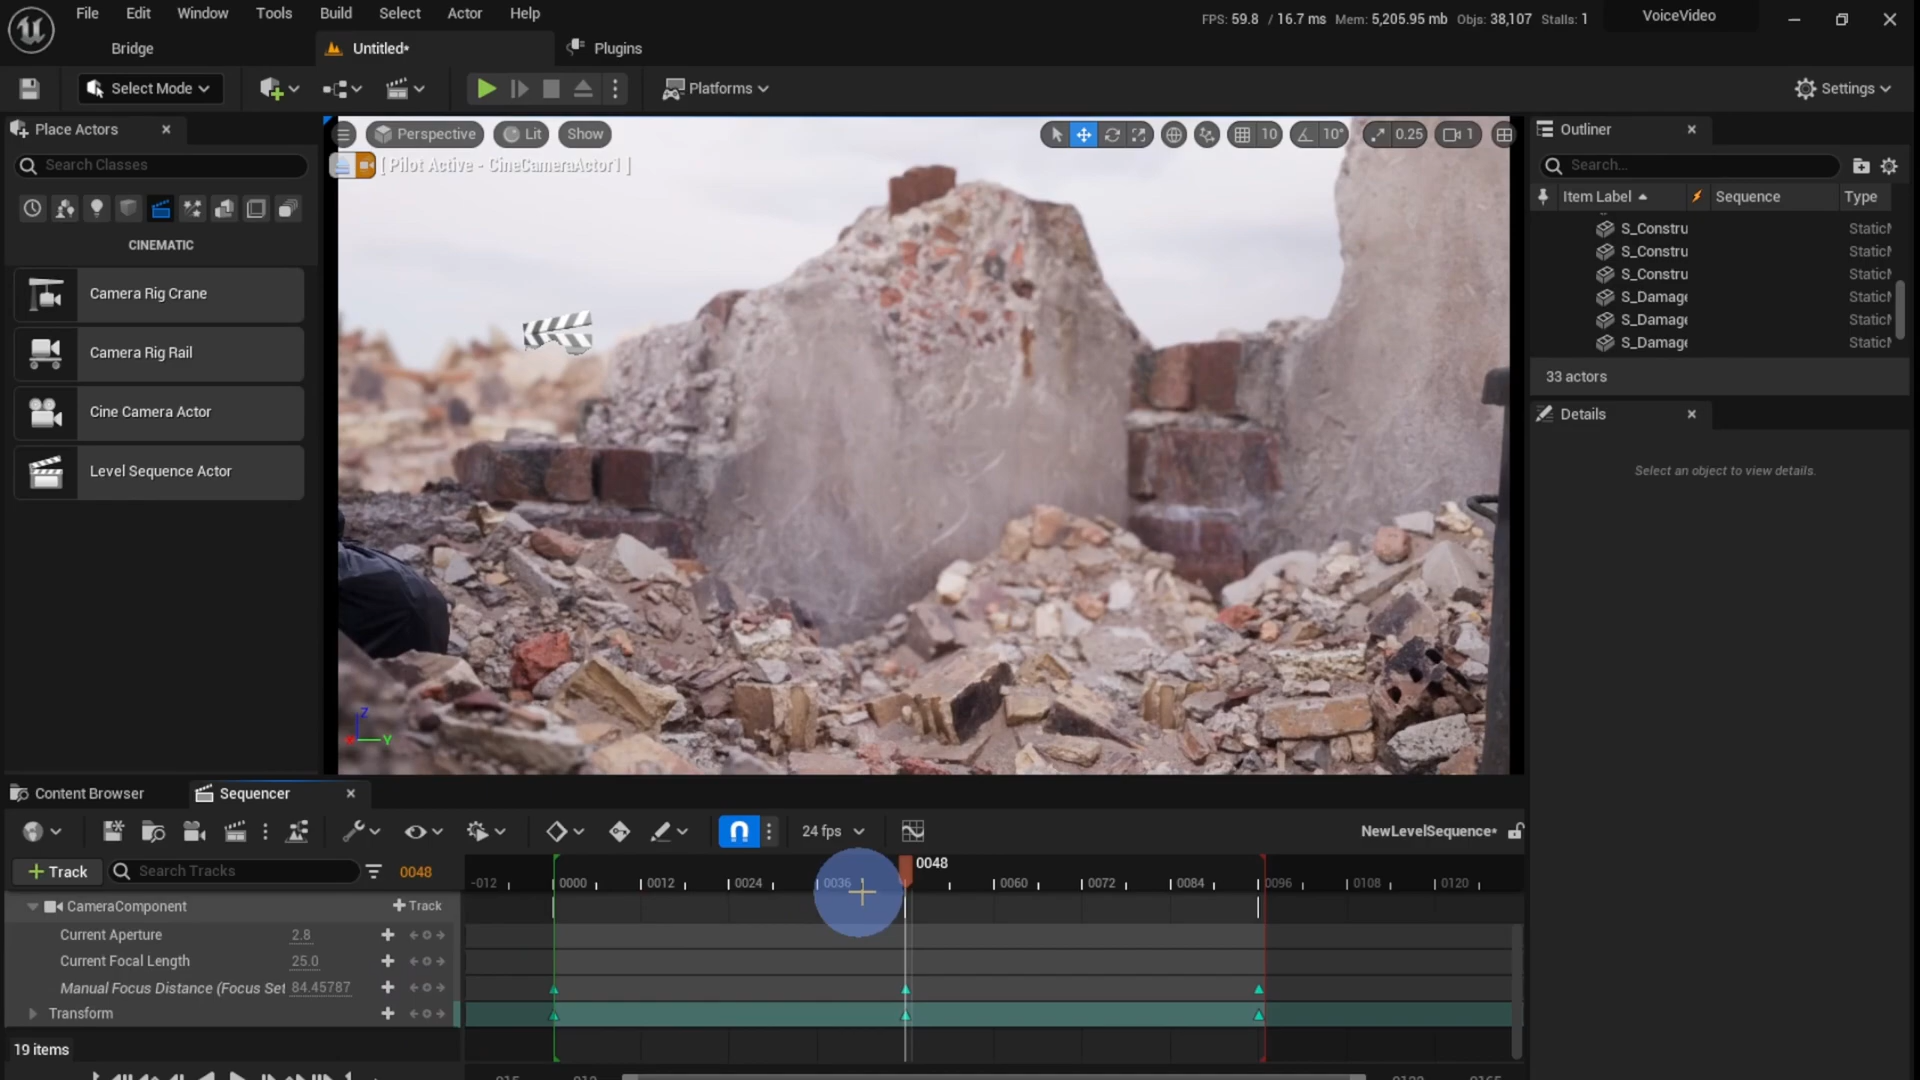 File Edit Window Tools Build Select Actor Help
FPS: 59.8 / 16.7 ms Mem: 5,205.95 mb Objs: 38,107 Stalls: 1
VoiceVideo
Bridge
Untitled*
Plugins
Select Mode
Platforms
Settings
Place Actors
Search Classes
CINEMATIC
Camera Rig Crane
Camera Rig Rail
Cine Camera Actor
Level Sequence Actor
Perspective
Lit
Show
10
10°
0.25
1
[ Pilot Active - CineCameraActor1 ]
Z
Y
Outliner
Search...
Item Label
Sequence
Type
S_Constru
S_Constru
S_Constru
S_Damage
S_Damage
S_Damage
33 actors
Details
Select an object to view details.
Content Browser
Sequencer
24 fps
NewLevelSequence*
+ Track
Search Tracks
0048
0048
-012 0000 0012 0024 0036 0060 0072 0084 0096 0108 0120
CameraComponent
+ Track
Current Aperture 2.8
Current Focal Length 25.0
Manual Focus Distance (Focus Set 84.45787
Transform
19 items